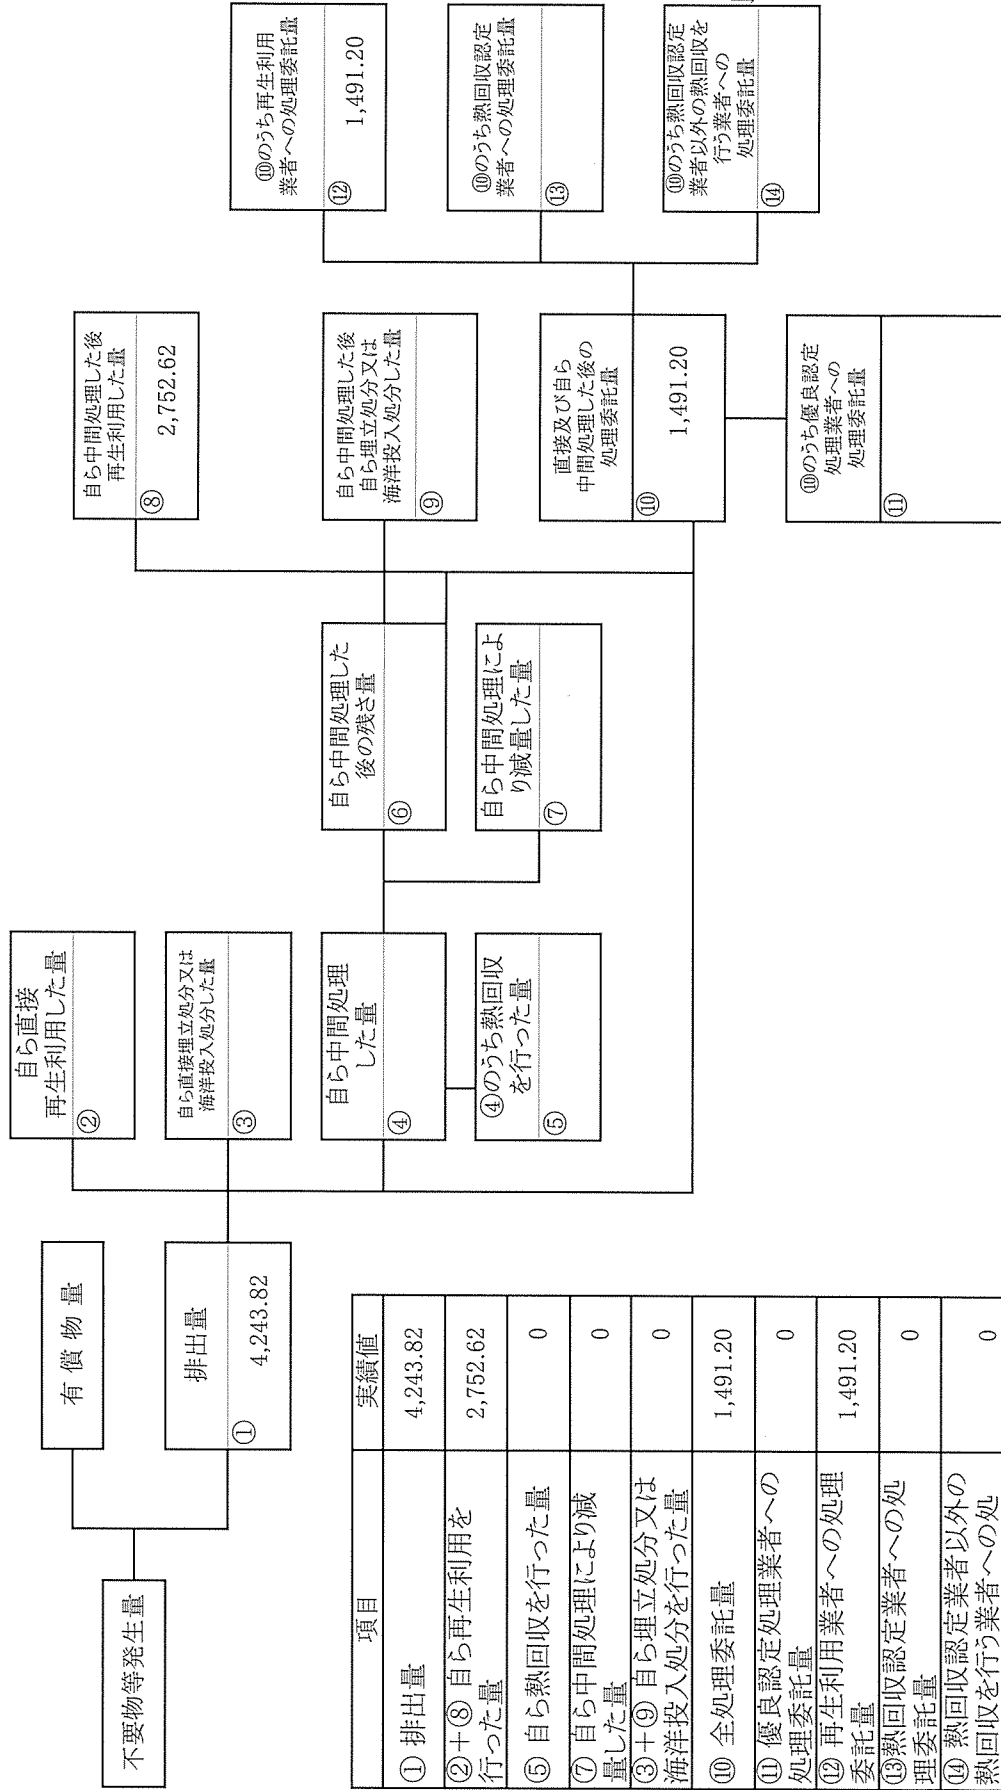 不要物等発生量
有償物量
排出量
①
4,243.82
自ら直接
再生利用した量
②
自ら直接埋立処分又は
海洋投入処分した量
③
自ら中間処理
した量
④
④のうち熱回収
を行った量
⑤
自ら中間処理した
後の残さ量
⑥
自ら中間処理によ
り減量した量
⑦
自ら中間処理した後
再生利用した量
⑧
2,752.62
自ら中間処理した後
自ら埋立処分又は
海洋投入処分した量
⑨
直接及び自ら
中間処理した後の
処理委託量
⑩
1,491.20
⑩のうち優良認定
処理業者への
処理委託量
⑪
⑩のうち再生利用
業者への処理委託量
⑫
1,491.20
⑩のうち熱回収認定
業者への処理委託量
⑬
⑩のうち熱回収認定
業者以外の熱回収を
行う業者への
処理委託量
⑭
項目 実績値
① 排出量 4,243.82
②+⑧ 自ら再生利用を
行った量 2,752.62
⑤ 自ら熱回収を行った量 0
⑦ 自ら中間処理により減
量した量 0
③+⑨ 自ら埋立処分又は
海洋投入処分を行った量 0
⑩ 全処理委託量 1,491.20
⑪ 優良認定処理業者への
処理委託量 0
⑫ 再生利用業者への処理
委託量 1,491.20
⑬熱回収認定業者への処
理委託量 0
⑭ 熱回収認定業者以外の
熱回収を行う業者への処 0